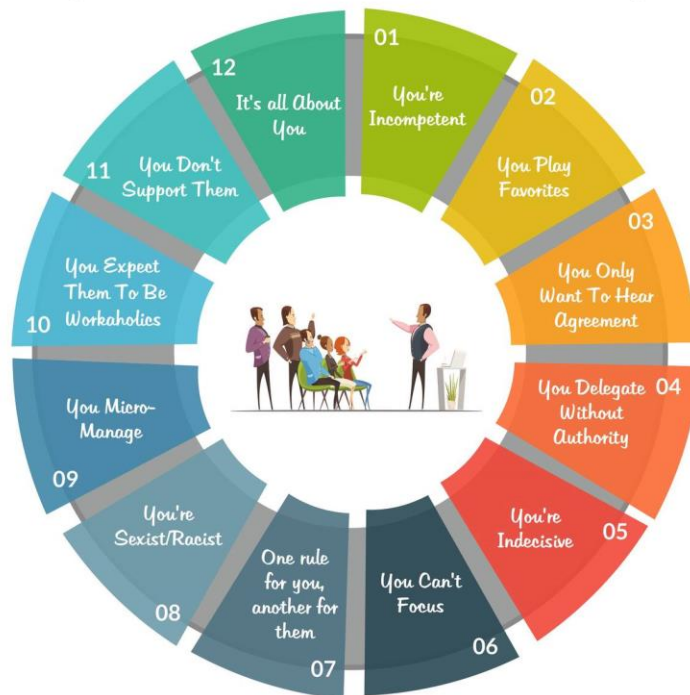 01
You're
Incompetent
02
You Play
Favorites
03
You Only
Want To Hear
Agreement
04
You Delegate
Without
Authority
05
You're
Indecisive
06
You Can't
Focus
07
One rule
for you,
another for
them
08
You're
Sexist/Racist
09
You Micro-
Manage
10
You Expect
Them To Be
Workaholics
11
You Don't
Support Them
12
It's all About
You